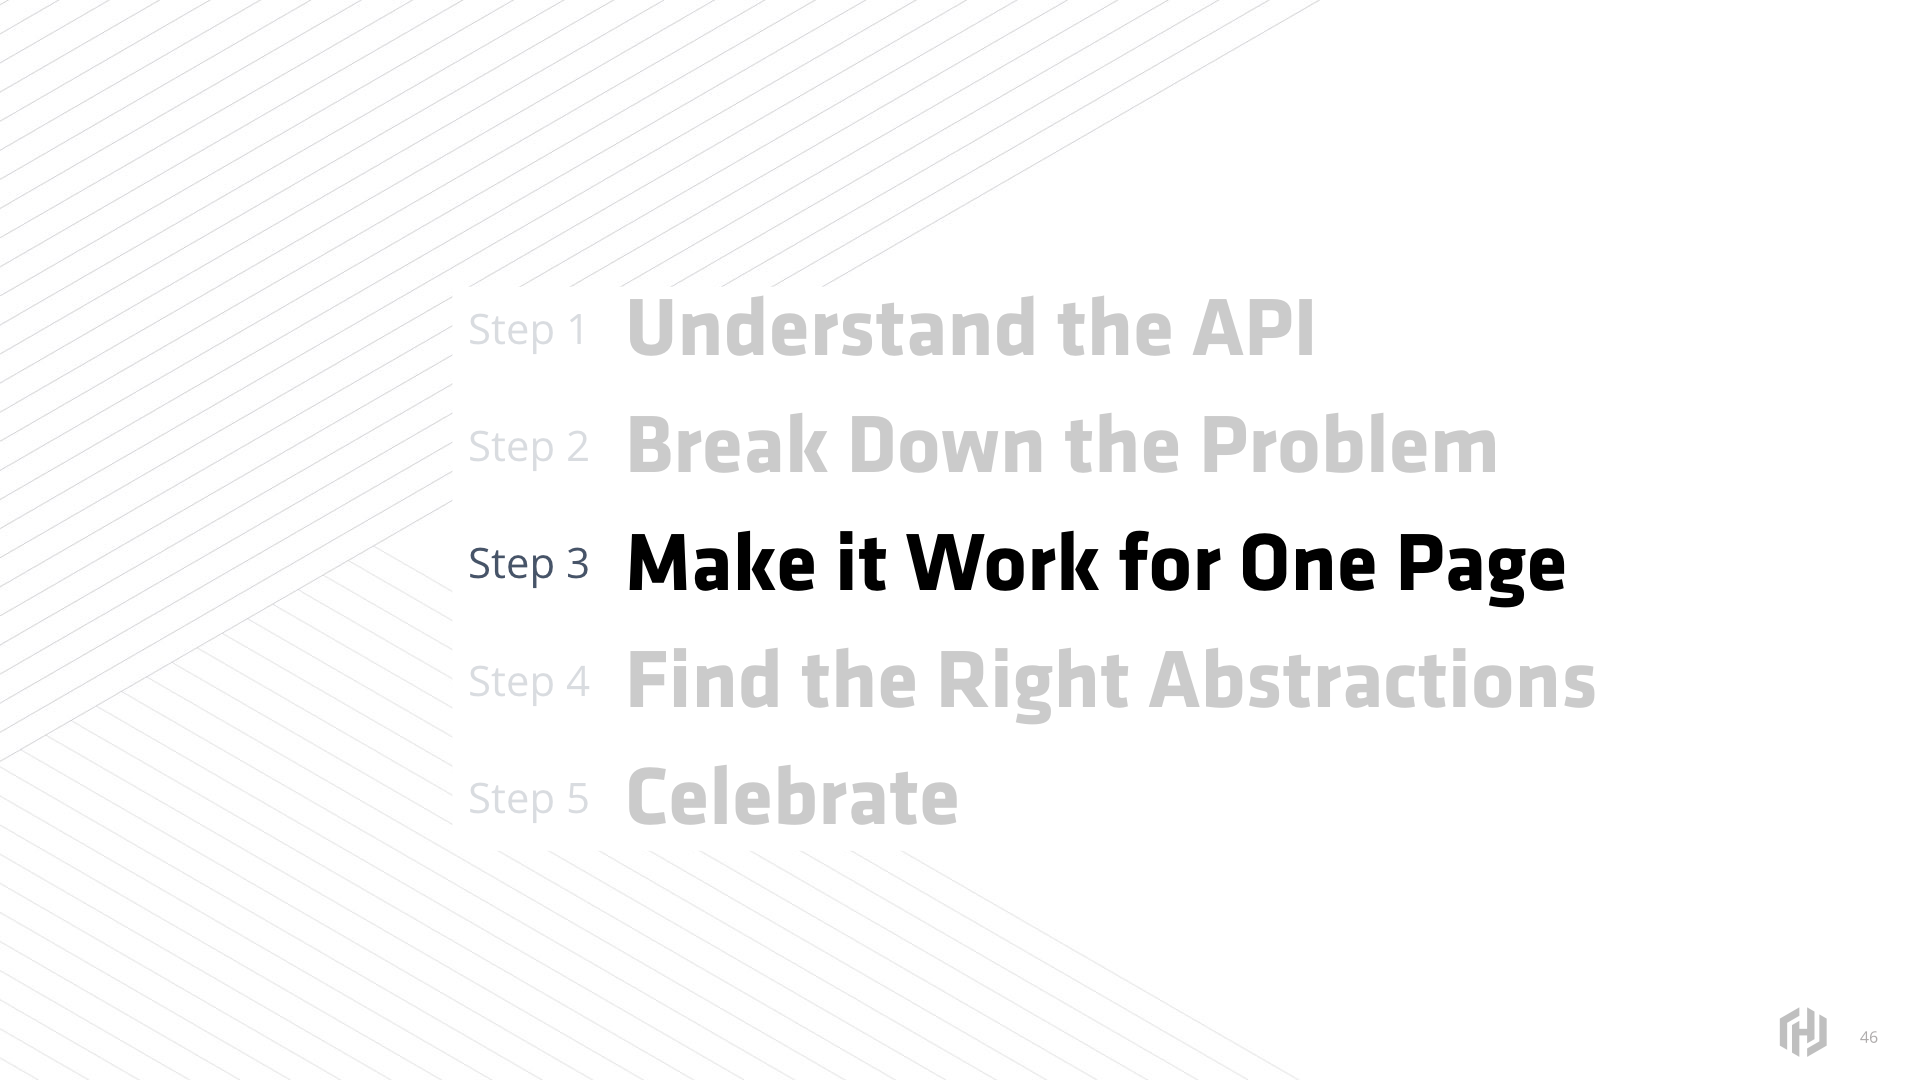 Step 1 Understand the API
Step 2 Break Down the Problem
Step 3 Make it Work for One Page
Step 4 Find the Right Abstractions
Step 5 Celebrate
46